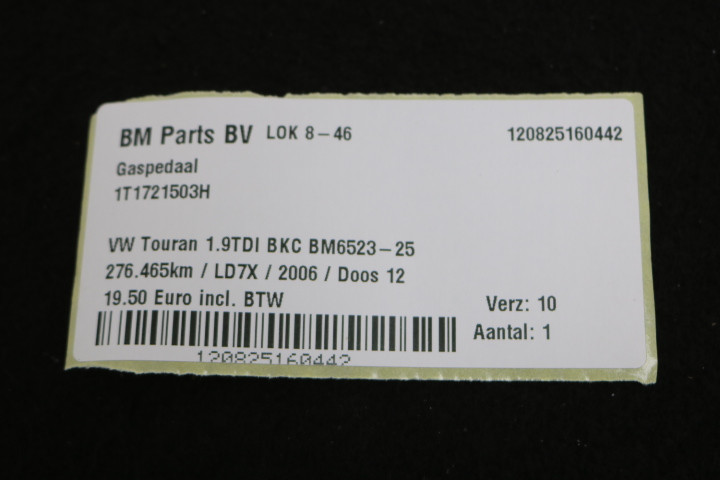 BM Parts BV LOK 8-46 120825160442
Gaspedaal
1T1721503H
VW Touran 1.9TDI BKC BM6523-25
276.465km / LD7X / 2006 / Doos 12
19.50 Euro incl. BTW Verz: 10
Aantal: 1
120825160442